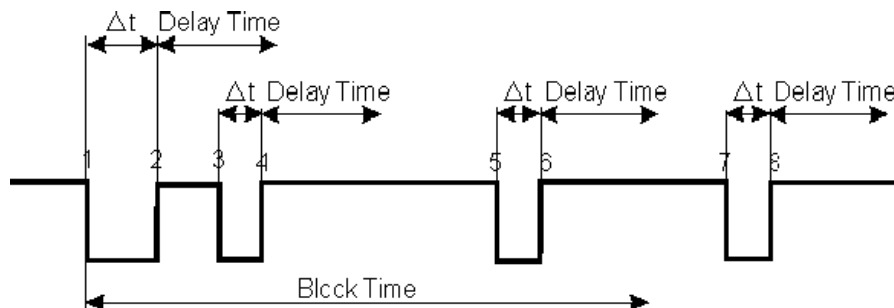 Δt Delay Time
Δt Delay Time Δt Delay Time Δt Delay Time
1 2 3 4 5 6 7 8
Block Time